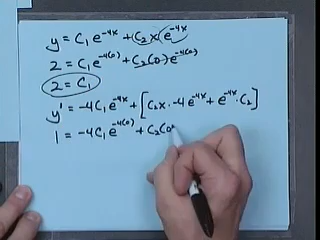 y = C₁e⁻⁴ˣ + C₂x(e⁻⁴ˣ
2 = C₁e⁻⁴⁽⁰⁾ + C₂(0)e⁻⁴⁽⁰⁾
2 = C₁
y' = -4C₁e⁻⁴ˣ + [C₂x · -4e⁻⁴ˣ + e⁻⁴ˣ · C₂]
1 = -4C₁e⁻⁴⁽⁰⁾ + C₂(0